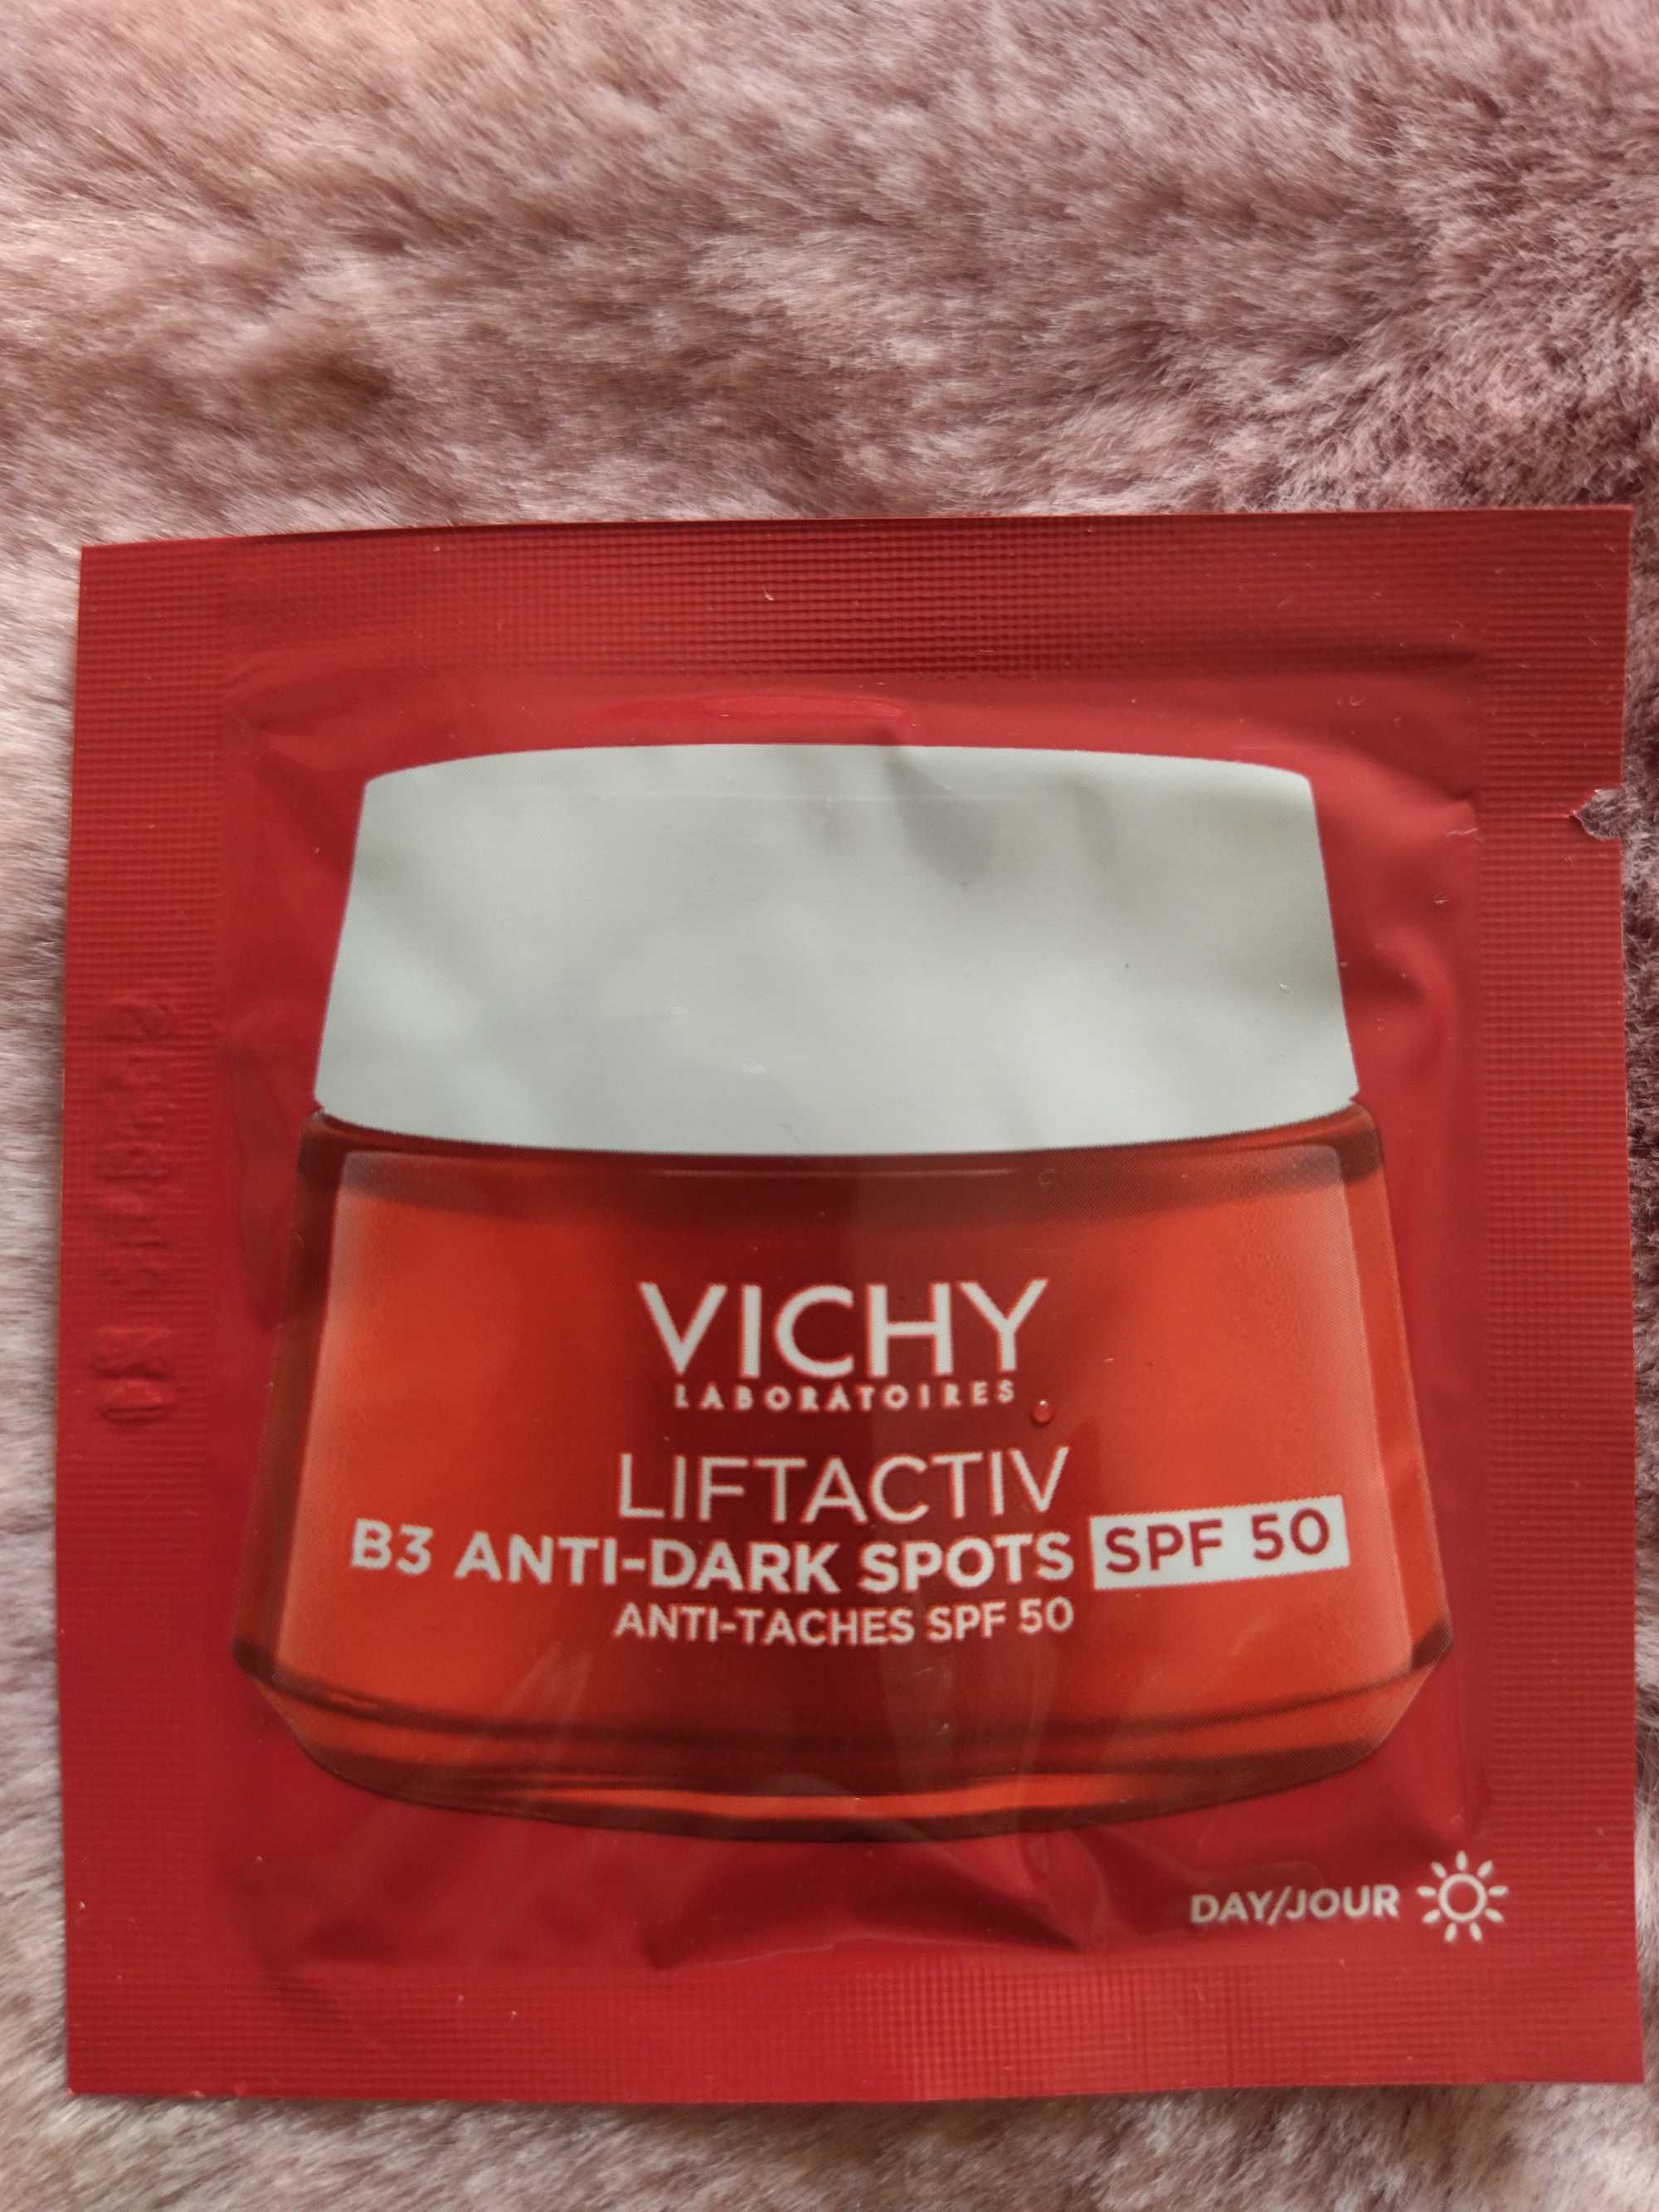 VICHY
LABORATOIRES
LIFTACTIV
B3 ANTI-DARK SPOTS SPF 50
ANTI-TACHES SPF 50
DAY/JOUR